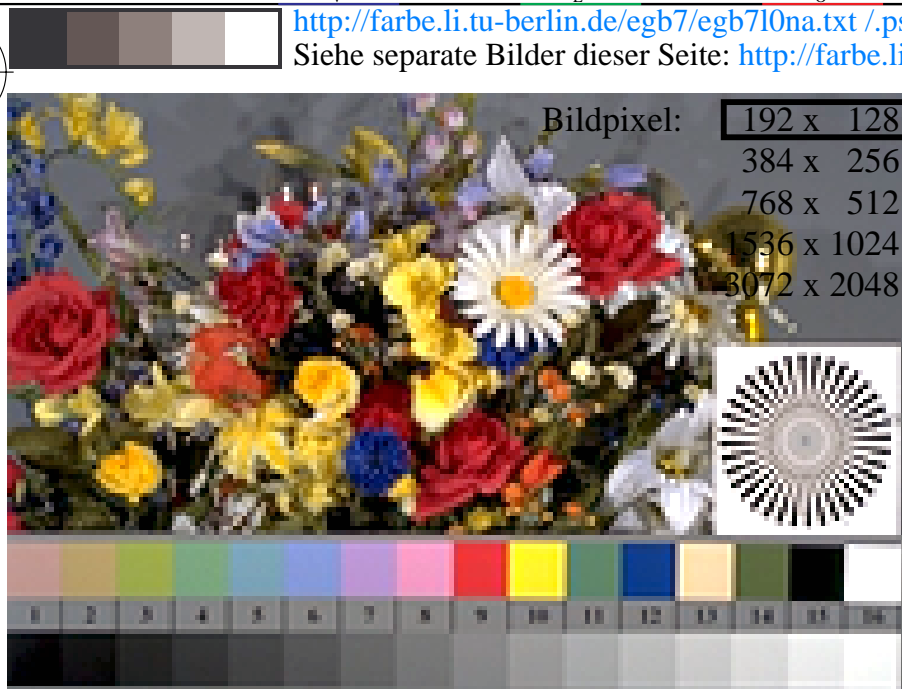 http://farbe.li.tu-berlin.de/egb7/egb7l0na.txt /.ps
Siehe separate Bilder dieser Seite: http://farbe.li
Bildpixel: 192 x 128
384 x 256
768 x 512
1536 x 1024
3072 x 2048
1 2 3 4 5 6 7 8 9 10 11 12 13 14 15 16